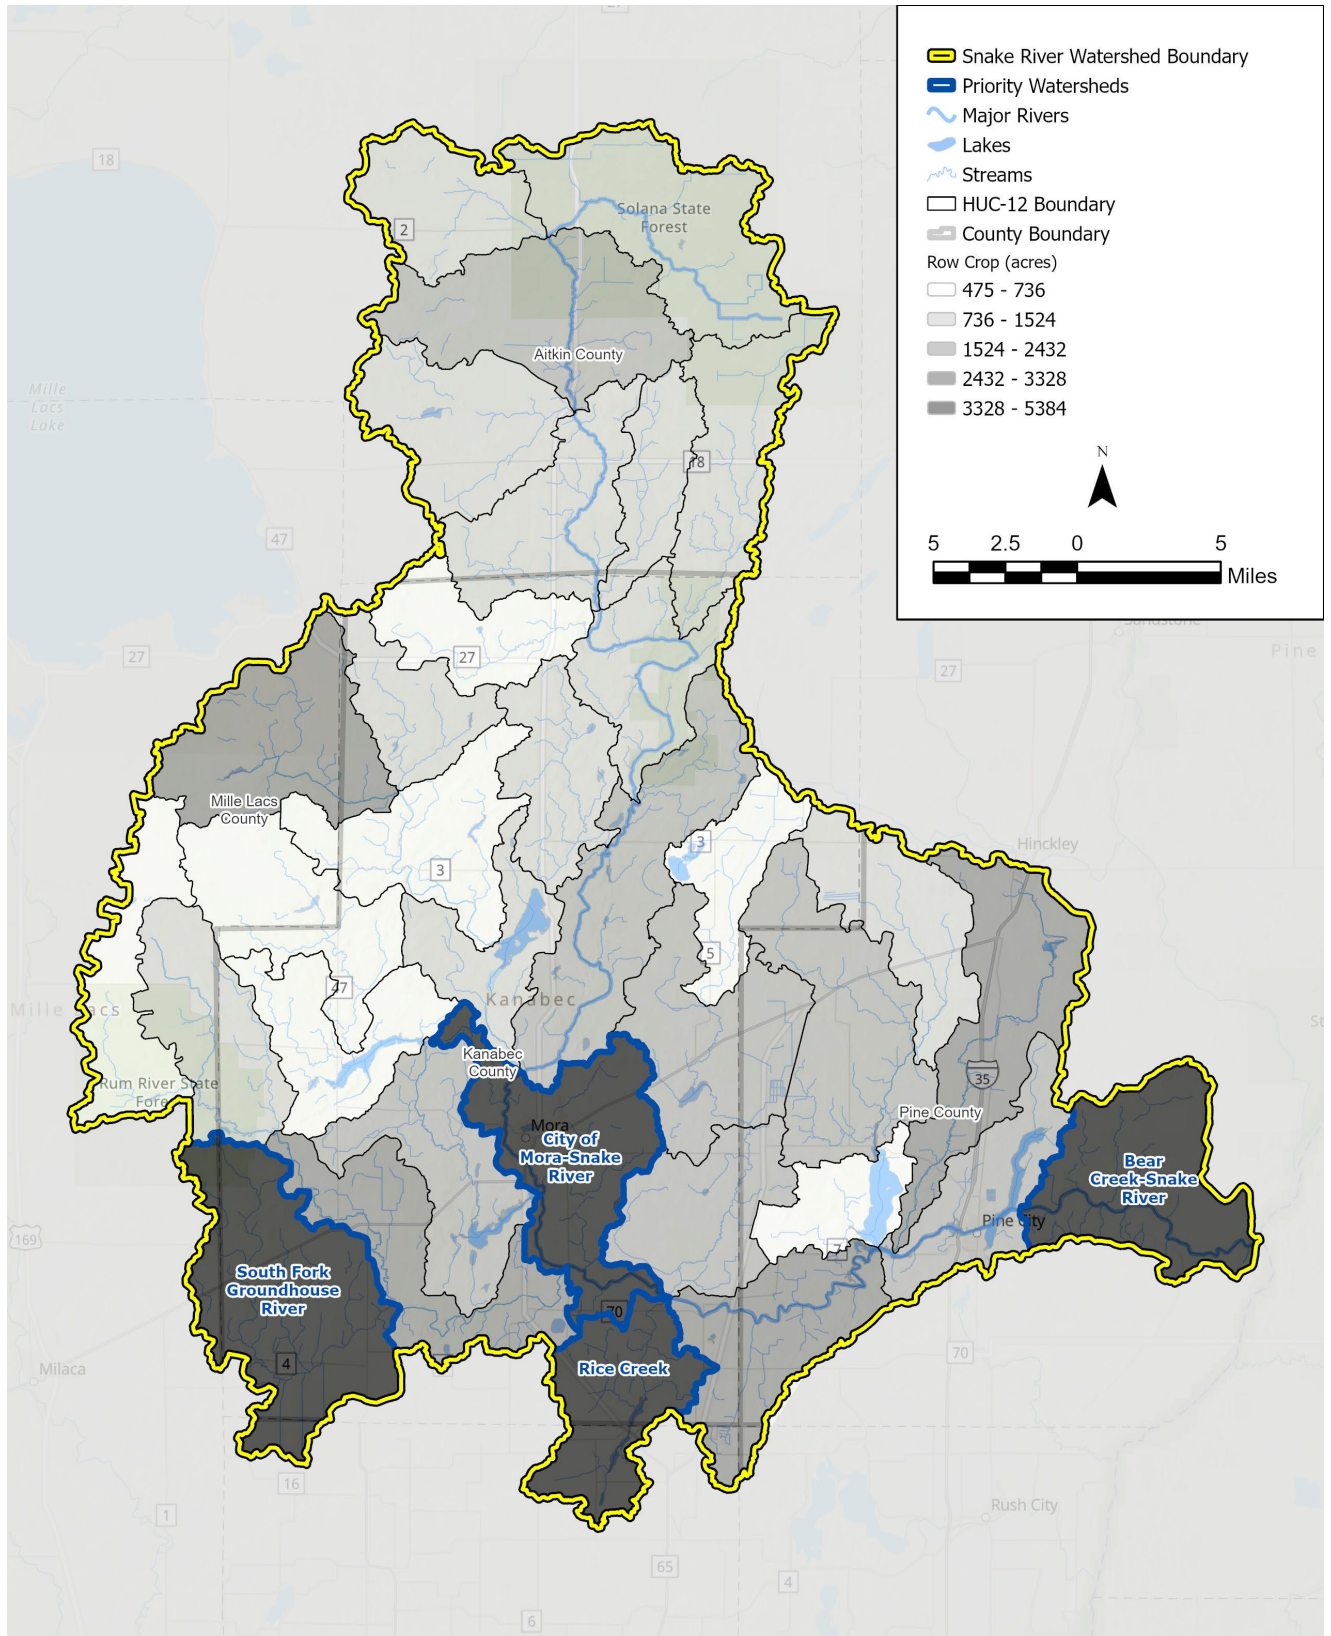 Snake River Watershed Boundary
Priority Watersheds
Major Rivers
Lakes
Streams
HUC-12 Boundary
County Boundary
Row Crop (acres)
475 - 736
736 - 1524
1524 - 2432
2432 - 3328
3328 - 5384
N
5 2.5 0 5
Miles
18
2
Solana State
Forest
Aitkin County
Mille
Lacs
Lake
18
47
Sandstone
27
27
27
Pine
Mille Lacs
County
3
3
Hinckley
5
47
Kanabec
Mille Lacs
Kanabec
County
35
Rum River State
Forest
Pine County
Mora
City of
Mora-Snake
River
Bear
Creek-Snake
River
Pine City
169
7
South Fork
Groundhouse
River
70
Rice Creek
4
70
Milaca
16
1
Rush City
65
4
6